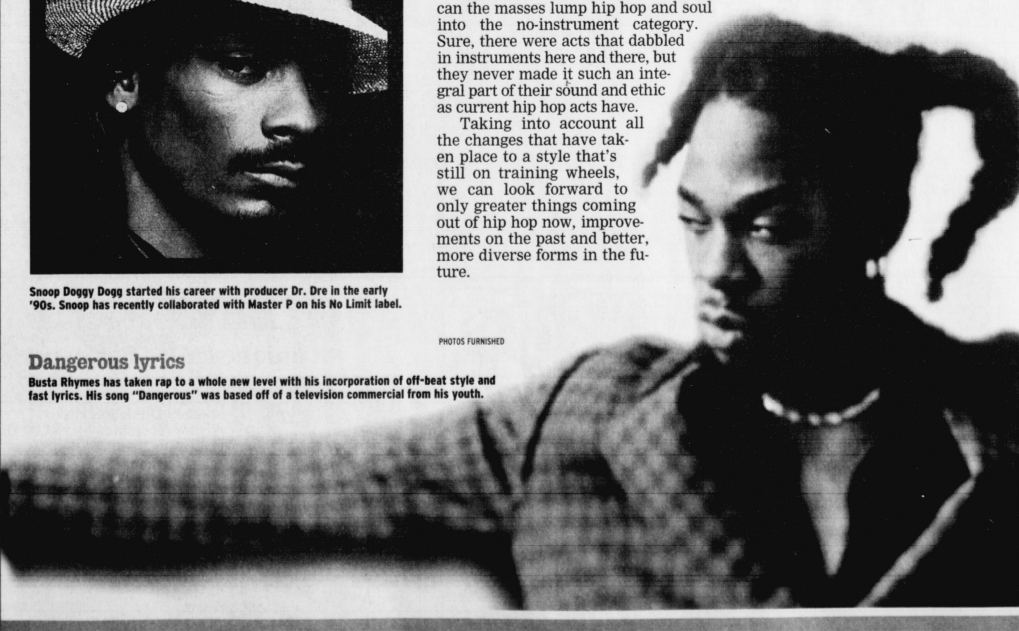 can the masses lump hip hop and soul
into the no-instrument category.
Sure, there were acts that dabbled
in instruments here and there, but
they never made it such an inte-
gral part of their sound and ethic
as current hip hop acts have.
Taking into account all
the changes that have tak-
en place to a style that's
still on training wheels,
we can look forward to
only greater things coming
out of hip hop now, improve-
ments on the past and better,
more diverse forms in the fu-
ture.
Snoop Doggy Dogg started his career with producer Dr. Dre in the early
'90s. Snoop has recently collaborated with Master P on his No Limit label.
PHOTOS FURNISHED
Dangerous lyrics
Busta Rhymes has taken rap to a whole new level with his incorporation of off-beat style and
fast lyrics. His song "Dangerous" was based off of a television commercial from his youth.